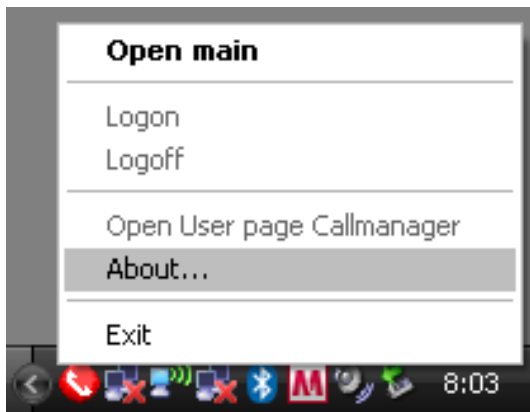 Open main
Logon
Logoff
Open User page Callmanager
About...
Exit
8:03